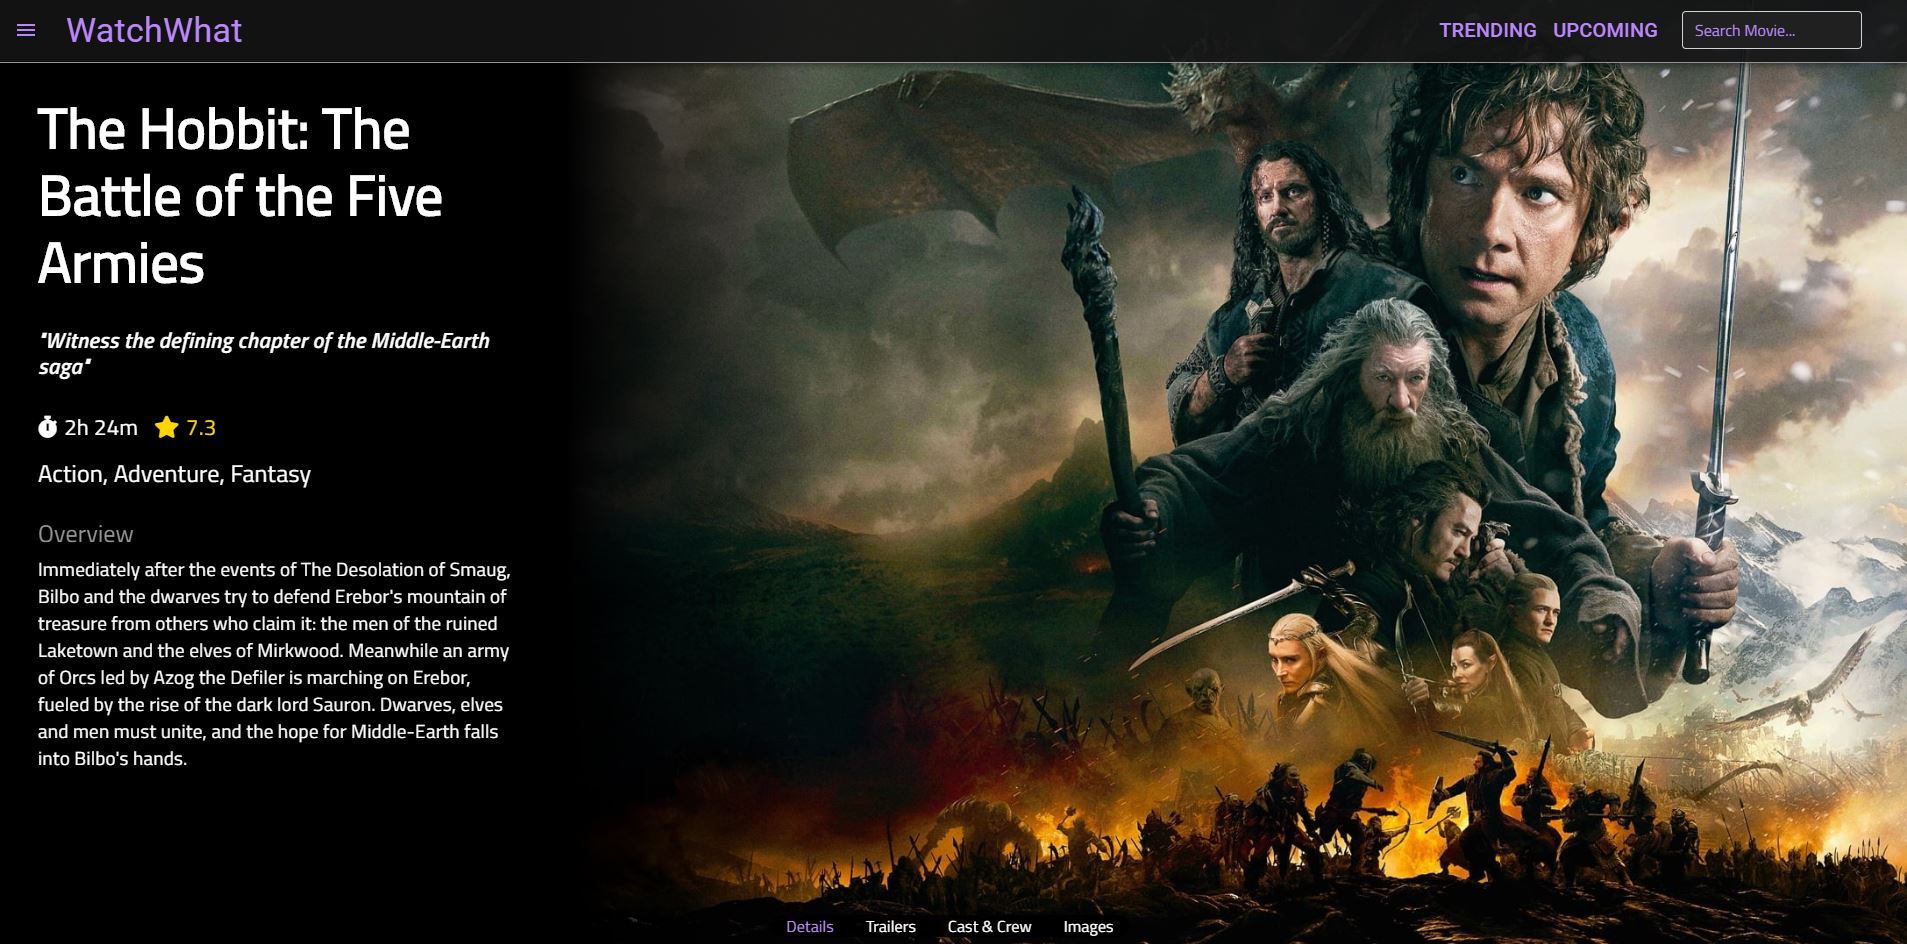 WatchWhat
TRENDING
UPCOMING
Search Movie...
The Hobbit: The
Battle of the Five
Armies
"Witness the defining chapter of the Middle-Earth
saga"
2h 24m 7.3
Action, Adventure, Fantasy
Overview
Immediately after the events of The Desolation of Smaug,
Bilbo and the dwarves try to defend Erebor's mountain of
treasure from others who claim it: the men of the ruined
Laketown and the elves of Mirkwood. Meanwhile an army
of Orcs led by Azog the Defiler is marching on Erebor,
fueled by the rise of the dark lord Sauron. Dwarves, elves
and men must unite, and the hope for Middle-Earth falls
into Bilbo's hands.
Details
Trailers
Cast & Crew
Images